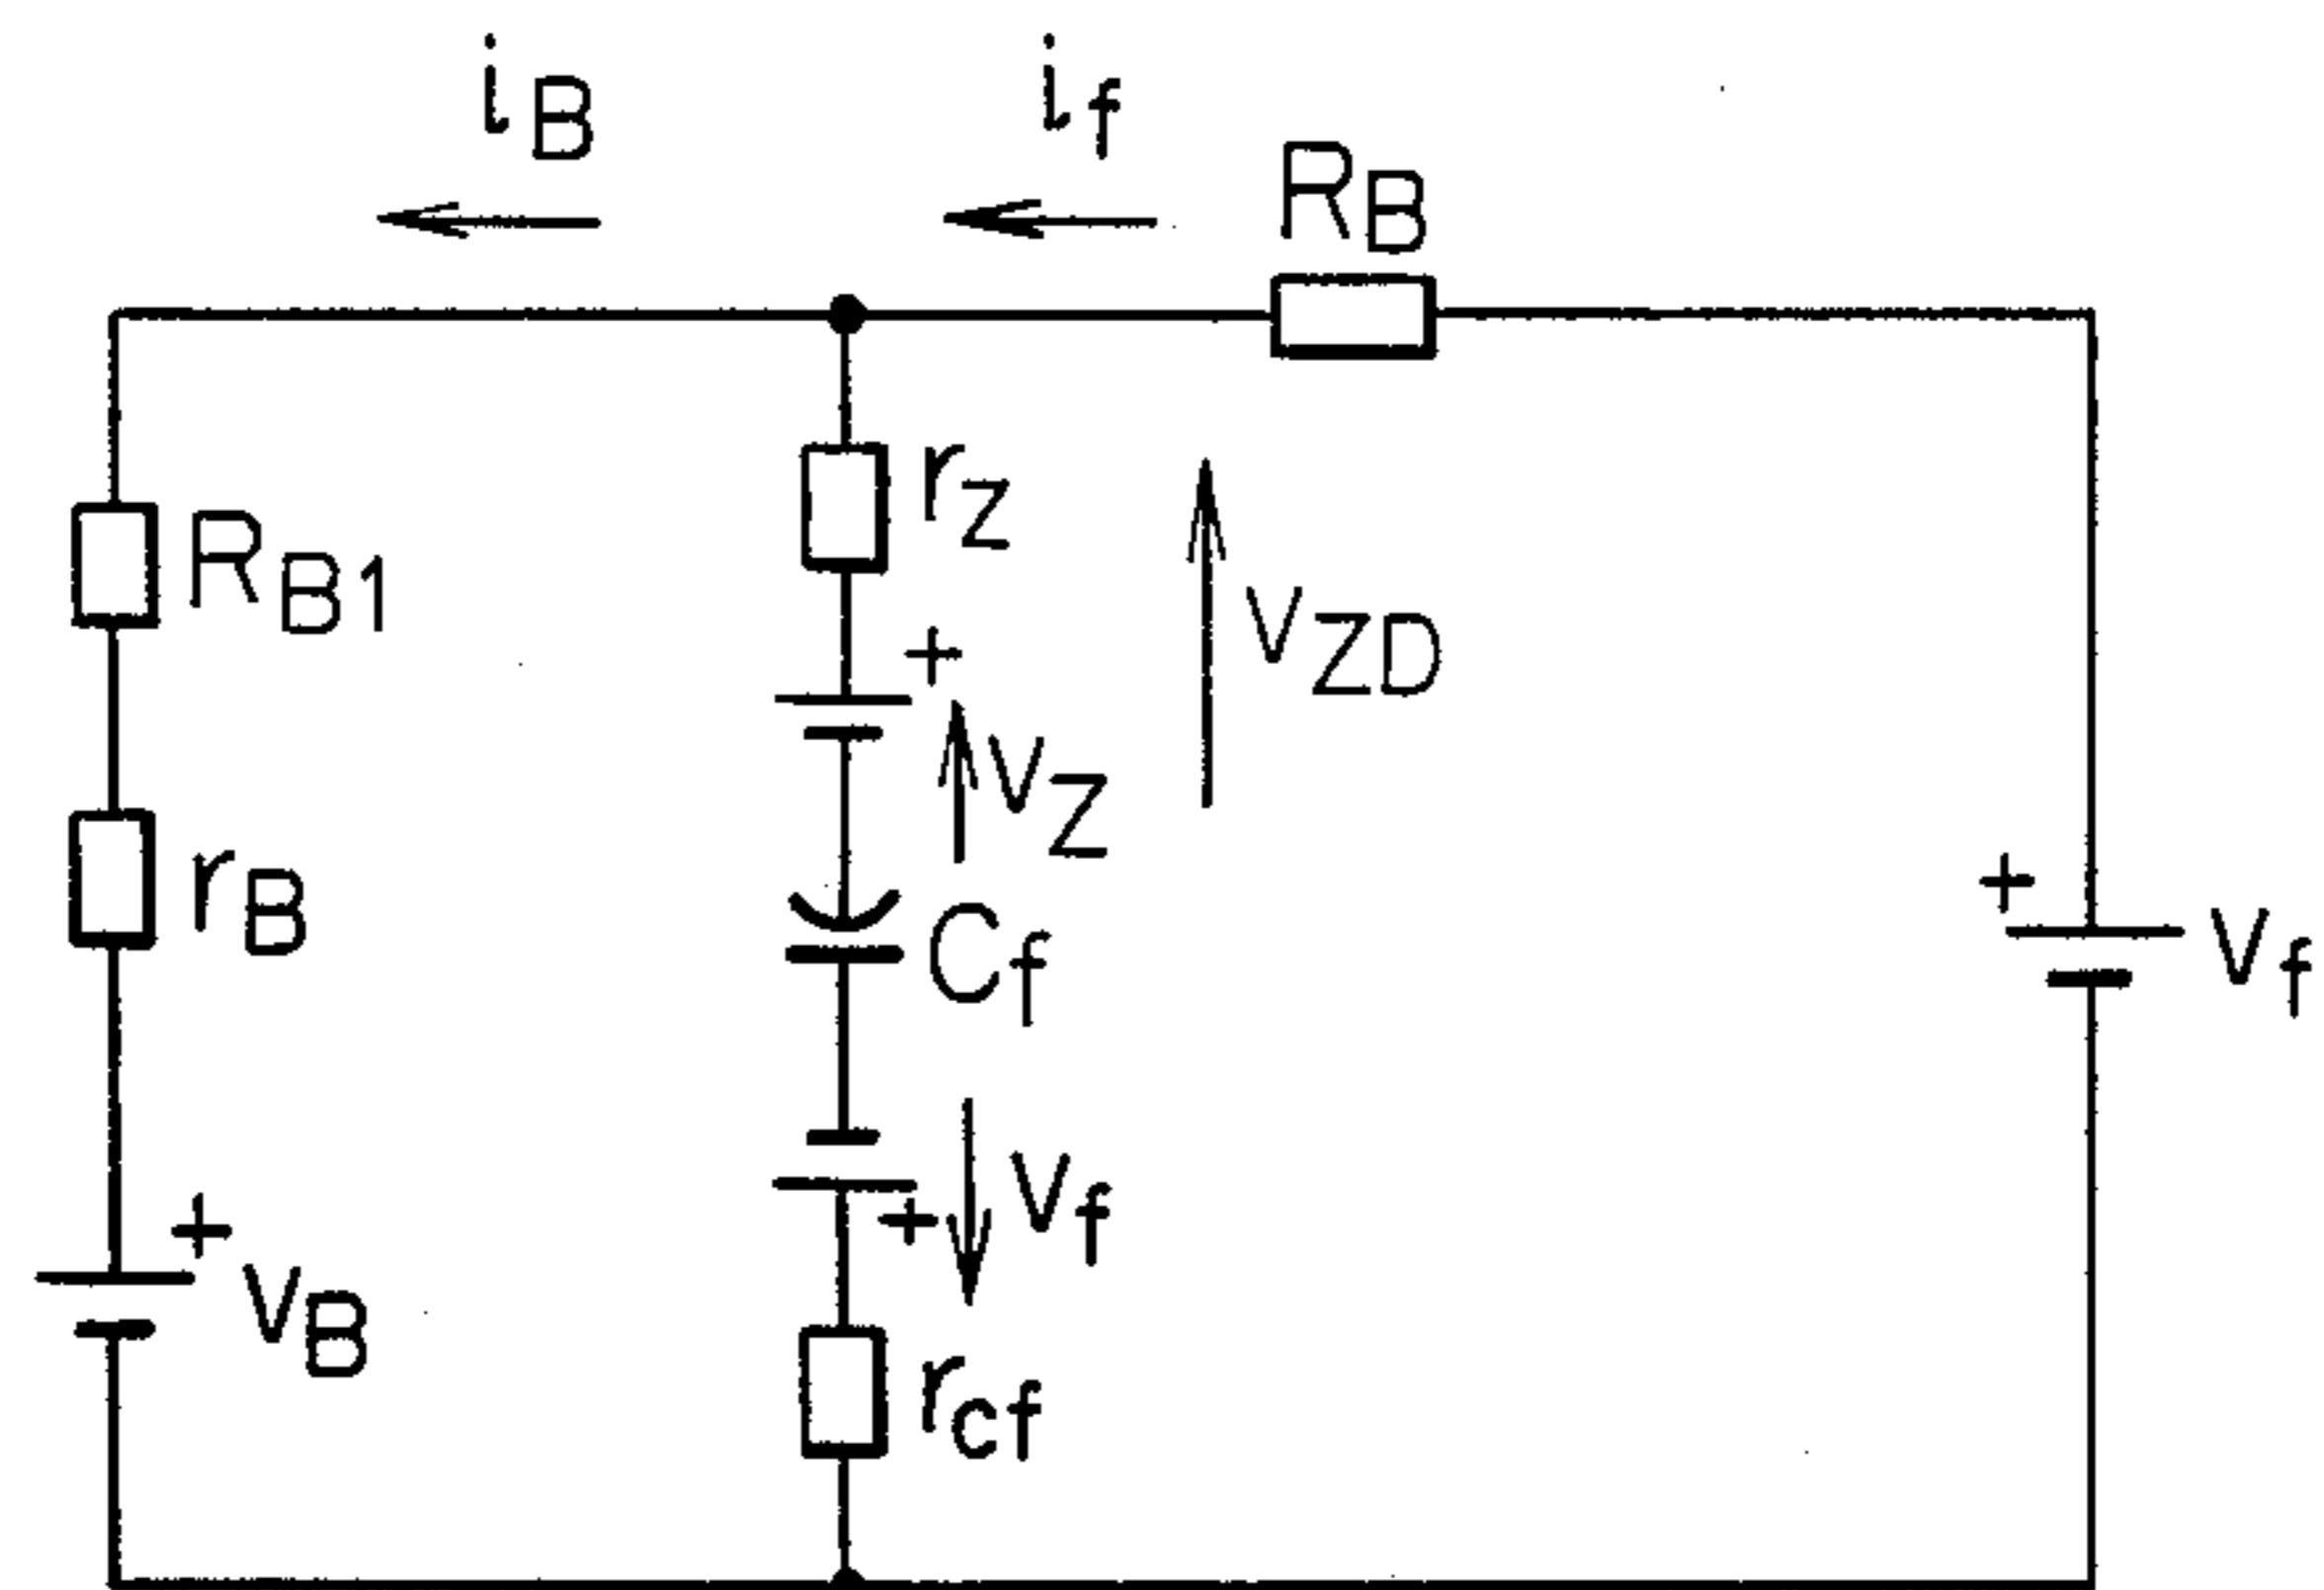 iB
if
RB
RB1
rz
+
vZD
vZ
rB
Cf
+
vf
+
vB
+
vf
rcf